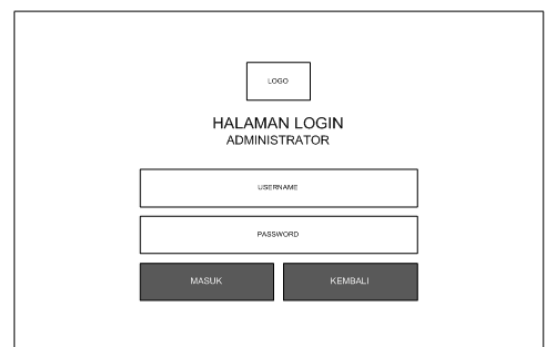 LOGO
HALAMAN LOGIN
ADMINISTRATOR
USERNAME
PASSWORD
MASUK KEMBALI